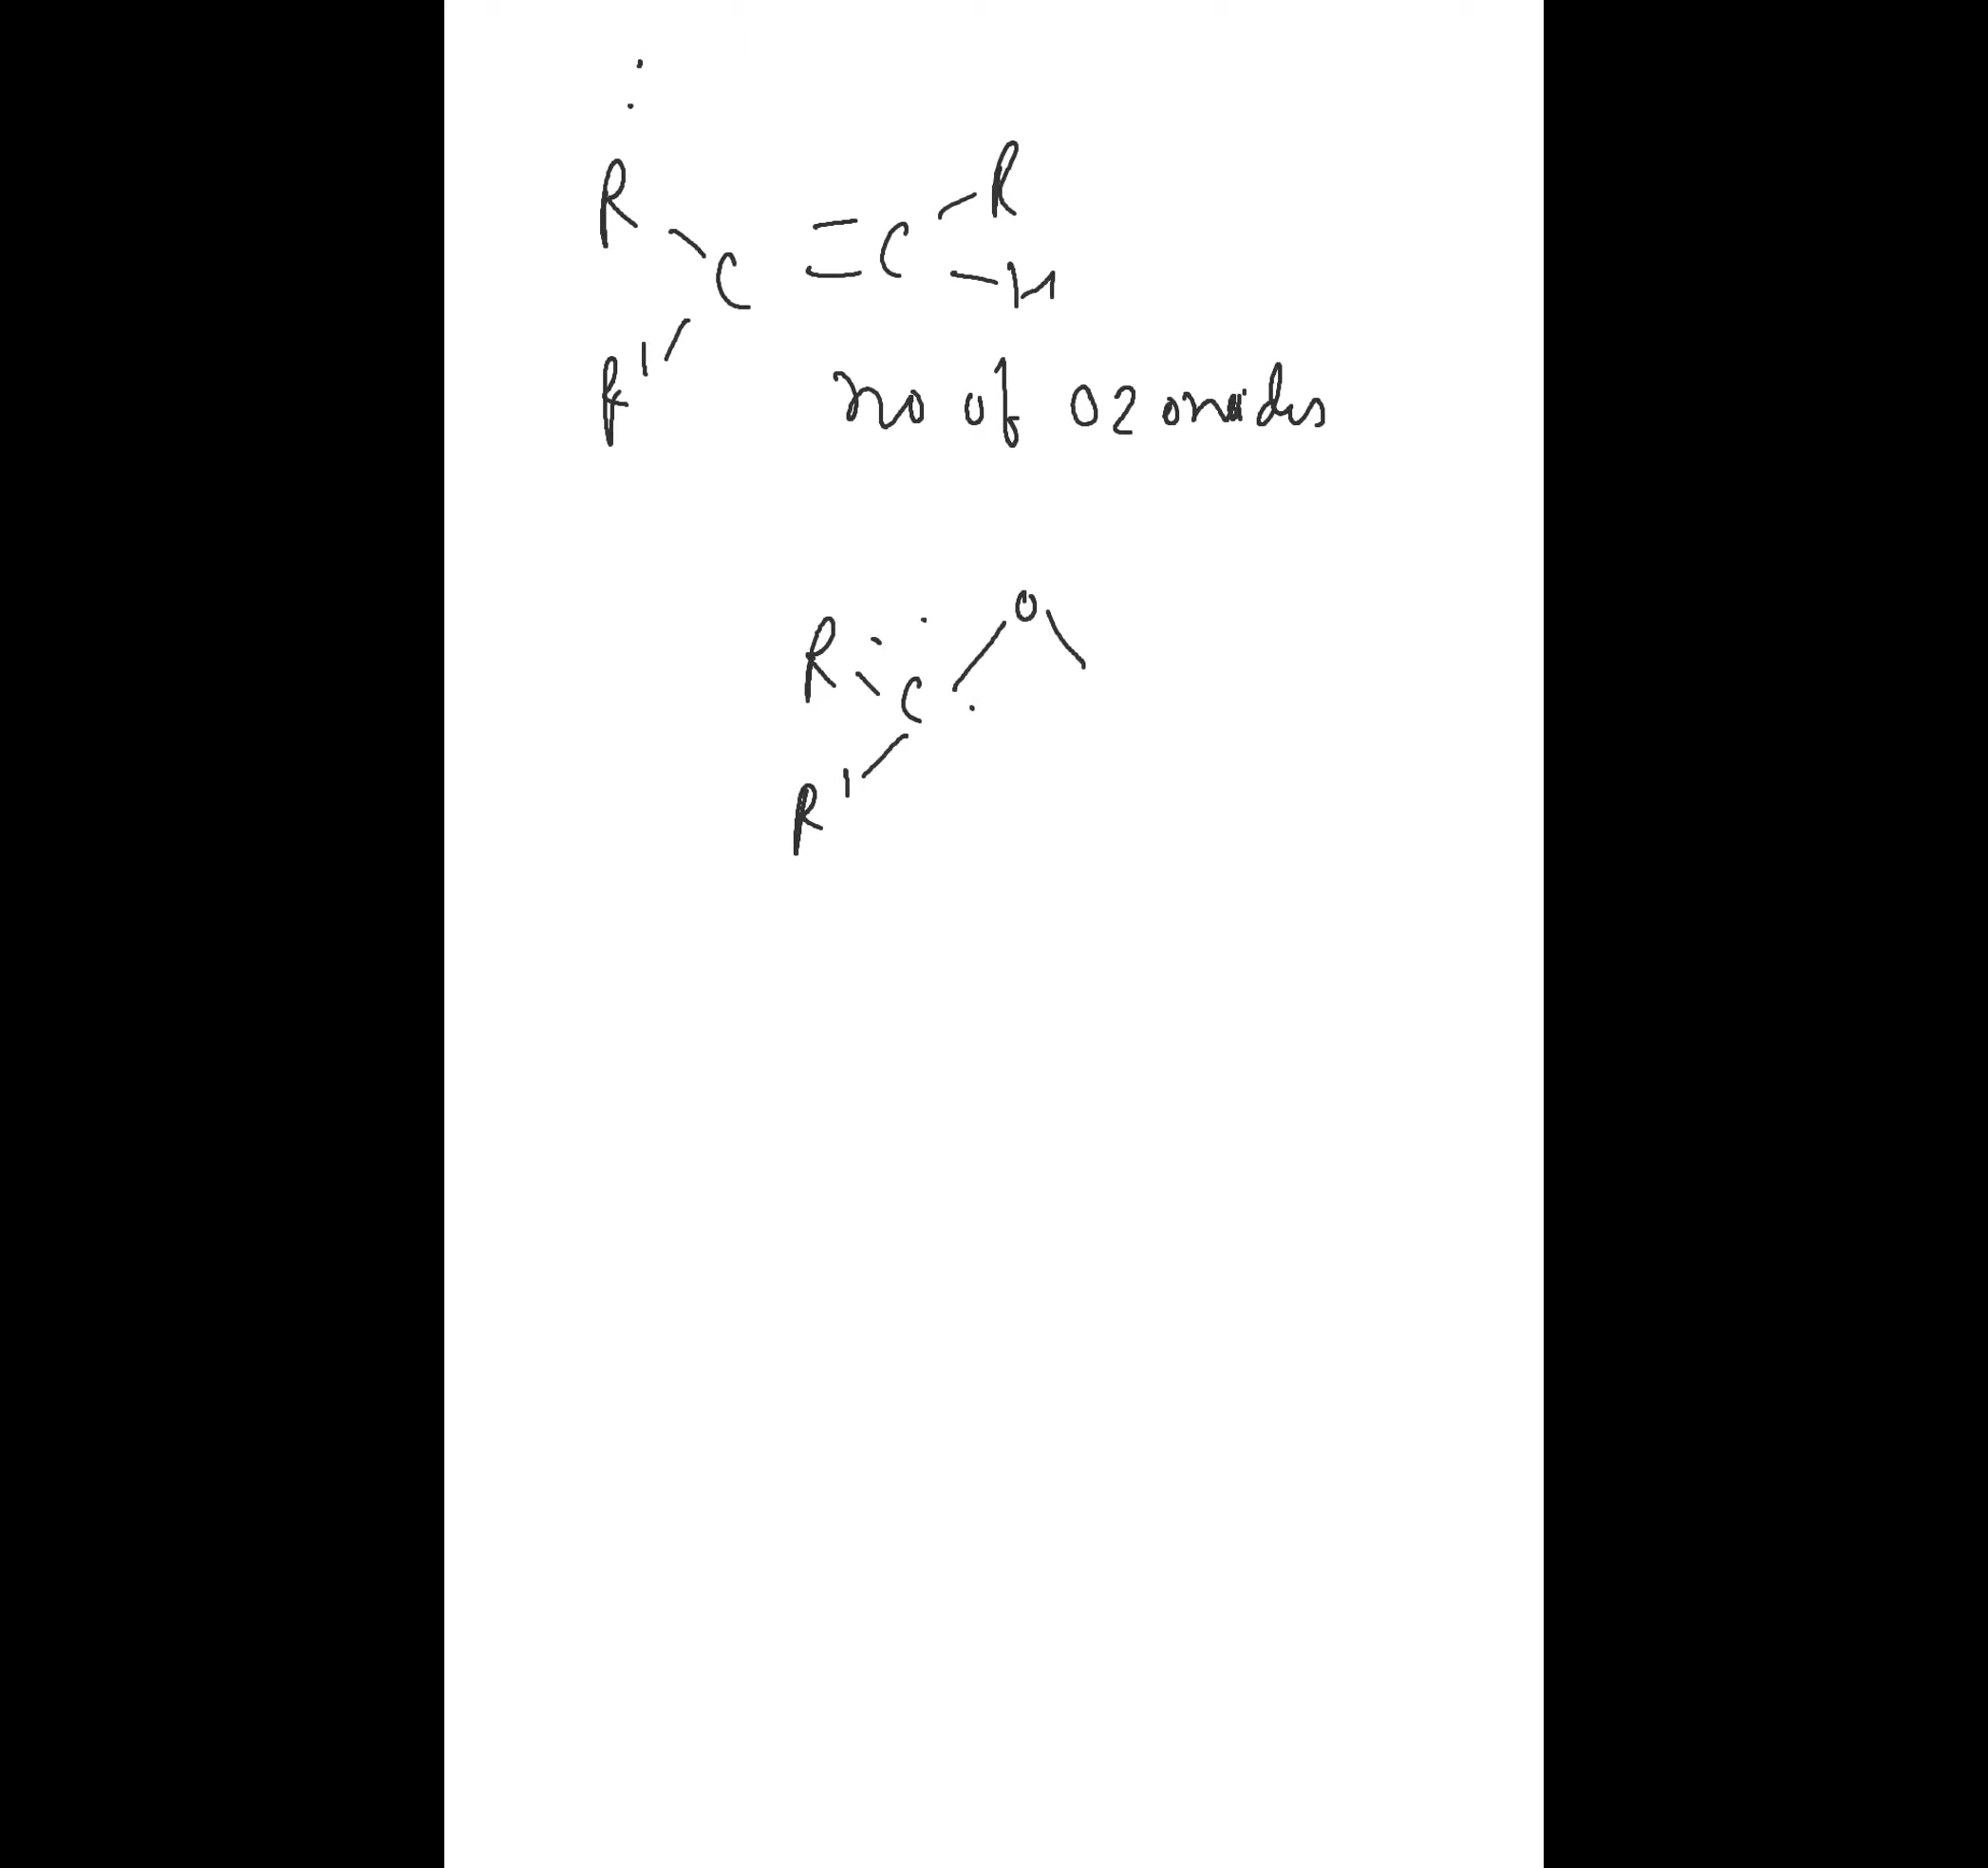 R R
C = C
R' H
no of ozonides
O
R
C
R'